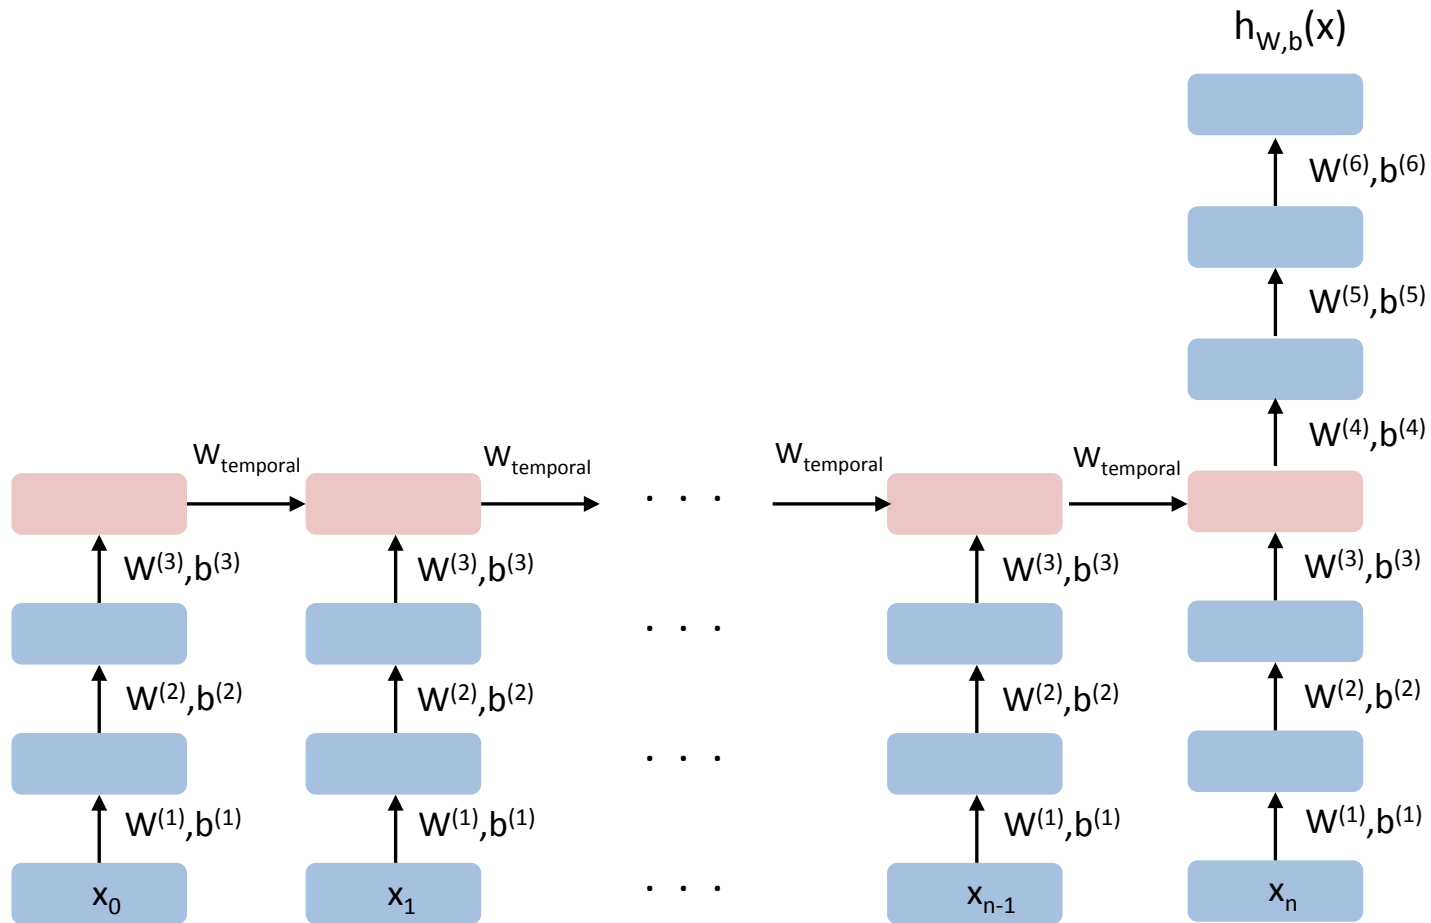 h_{W,b}(x)
W^{(6)},b^{(6)}
W^{(5)},b^{(5)}
W^{(4)},b^{(4)}
W_{temporal} W_{temporal} W_{temporal} W_{temporal}
. . .
W^{(3)},b^{(3)} W^{(3)},b^{(3)} W^{(3)},b^{(3)} W^{(3)},b^{(3)}
. . .
W^{(2)},b^{(2)} W^{(2)},b^{(2)} W^{(2)},b^{(2)} W^{(2)},b^{(2)}
. . .
W^{(1)},b^{(1)} W^{(1)},b^{(1)} W^{(1)},b^{(1)} W^{(1)},b^{(1)}
x_0 x_1 . . . x_{n-1} x_n